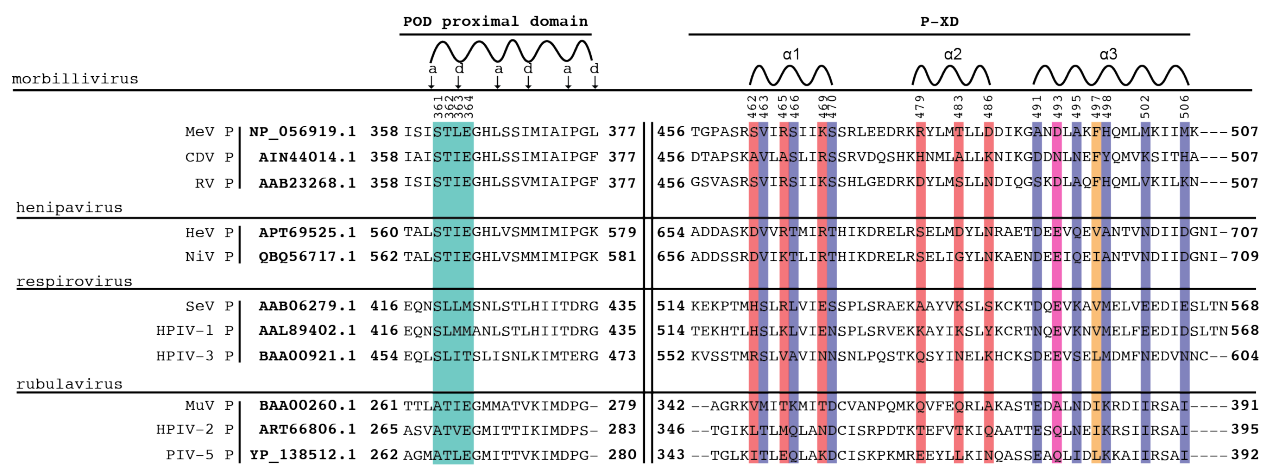 POD proximal domain P-XD
a d a d a d α1 α2 α3
morbillivirus
361 362 363 364 462 463 465 466 469 470 479 483 486 491 493 495 497 498 502 506
MeV P NP_056919.1 358 ISISTLEGHLSSIMIAIPGL 377 456 TGPASRSVIRSIIKSSRLEEDRKRYLMTLLDDIKGANDLAKFHQMLMKIIMK--- 507
CDV P AIN44014.1 358 IAISTIEGHLSSIMIAIPGF 377 456 DTAPSKAVLASLIRSSRVDQSHKHNMLALLKNIKGDDNLNEFYQMVKSITHA--- 507
RV P AAB23268.1 358 ISISTIEGHLSSVMIAIPGF 377 456 GSVASRSVIRSIIKSSHLGEDRKDYLMSLLNDIQGSKDLAQFHQMLVKILKN--- 507
henipavirus
HeV P APT69525.1 560 TALSTIEGHLVSMMIMIPGK 579 654 ADDASKDVVRTMIRTHIKDRELRSELMDYLNRAETDEEVQEVANTVNDIIDGNI- 707
NiV P QBQ56717.1 562 TALSTIEGHLVSIMIMIPGK 581 656 ADDSSRDVIKTLIRTHIKDRELRSELIGYLNKAENDEEIQEIANTVNDIIDGNI- 709
respirovirus
SeV P AAB06279.1 416 EQNSLLMSNLSTLHIITDRG 435 514 KEKPTMHSLRLVIESSPLSRAEKAAYVKSLSKCKTDQEVKAVMELVEEDIESLTN 568
HPIV-1 P AAL89402.1 416 EQNSLMMANLSTLHIITDRG 435 514 TEKHTLHSLKLVIENSPLSRVEKKAYIKSLYKCRTNQEVKNVMELFEEDIDSLTN 568
HPIV-3 P BAA00921.1 454 EQLSLITSLISNLKIMTERG 473 552 KVSSTMRSLVAVINNSNLPQSTKQSYINELKHCKSDEEVSELMDMFNEDVNNC-- 604
rubulavirus
MuV P BAA00260.1 261 TTLATIEGMMATVKIMDPG- 279 342 --AGRKVMITKMITDCVANPQMKQVFEQRLAKASTEDALNDIKRDIIRSAI---- 391
HPIV-2 P ART66806.1 265 ASVATVEGMITTIKIMDPS- 283 346 --TGIKLTLMQLANDCISRPDTKTEFVTKIQAATTESQLNEIKRSIIRSAI---- 395
PIV-5 P YP_138512.1 262 AGMATLEGMITTVKIMDPG- 280 343 --TGLKITLEQLAKDCISKPKMREEYLLKINQASSEAQLIDLKKAIIRSAI---- 392